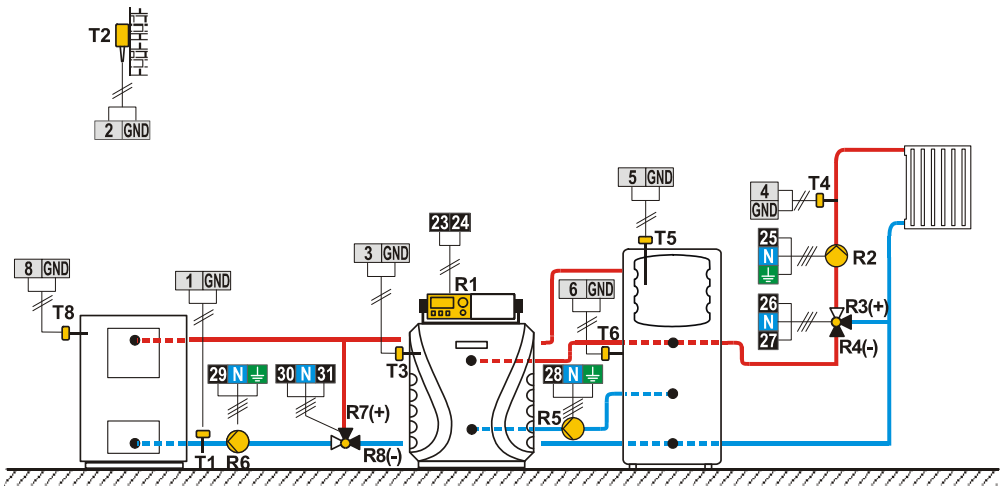 T2
2 GND
5 GND
4
GND
T4
23 24
3 GND
25
N
T5
R2
8 GND
1 GND
R1
6 GND
26
N
27
R3(+)
R4(-)
T8
T6
T3
29 N
30 N 31
28 N
R7(+)
R5
R8(-)
T1
R6